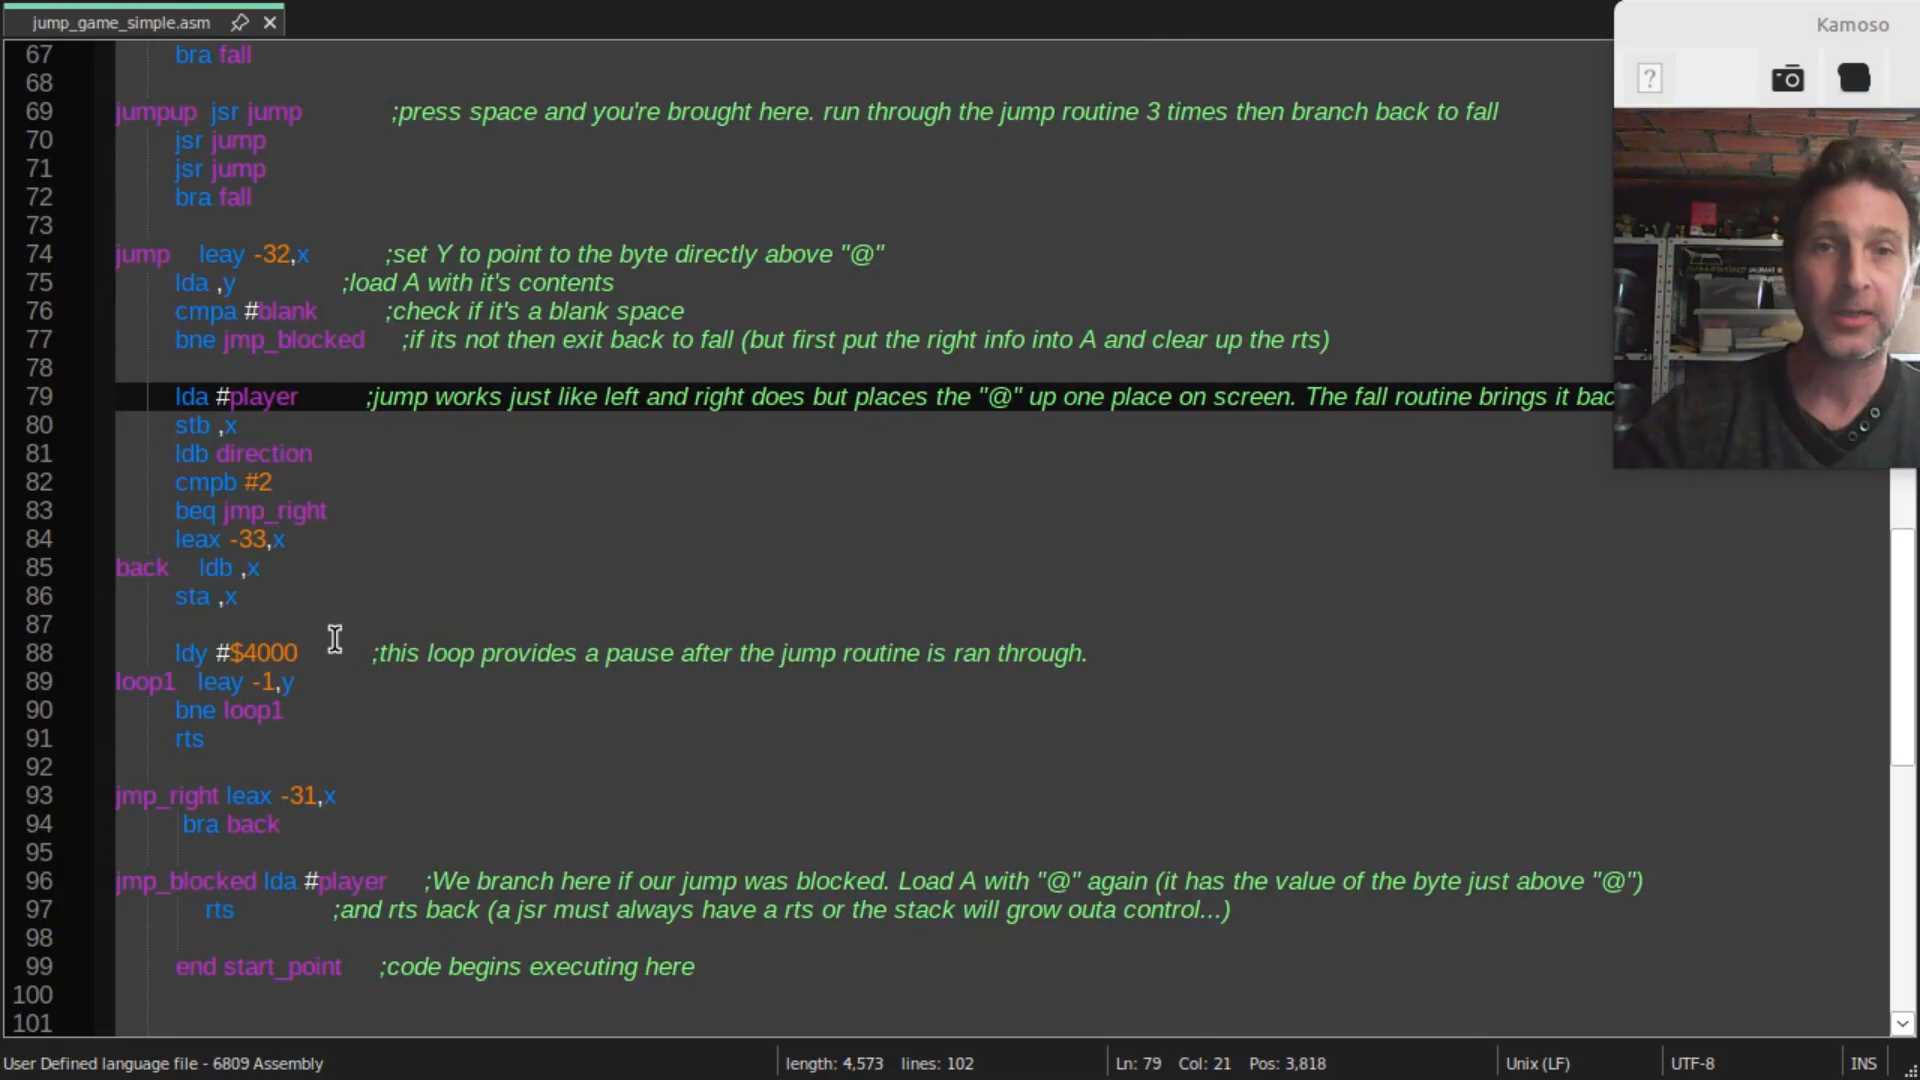 jump_game_simple.asm
Kamoso
?
67 bra fall
68
69 jumpup jsr jump ;press space and you're brought here. run through the jump routine 3 times then branch back to fall
70 jsr jump
71 jsr jump
72 bra fall
73
74 jump leay -32,x ;set Y to point to the byte directly above "@"
75 lda ,y ;load A with it's contents
76 cmpa #blank ;check if it's a blank space
77 bne jmp_blocked ;if its not then exit back to fall (but first put the right info into A and clear up the rts)
78
79 lda #player ;jump works just like left and right does but places the "@" up one place on screen. The fall routine brings it bac
80 stb ,x
81 ldb direction
82 cmpb #2
83 beq jmp_right
84 leax -33,x
85 back ldb ,x
86 sta ,x
87
88 ldy #$4000 ;this loop provides a pause after the jump routine is ran through.
89 loop1 leay -1,y
90 bne loop1
91 rts
92
93 jmp_right leax -31,x
94 bra back
95
96 jmp_blocked lda #player ;We branch here if our jump was blocked. Load A with "@" again (it has the value of the byte just above "@")
97 rts ;and rts back (a jsr must always have a rts or the stack will grow outa control...)
98
99 end start_point ;code begins executing here
100
101
User Defined language file - 6809 Assembly length: 4,573 lines: 102 Ln: 79 Col: 21 Pos: 3,818 Unix (LF) UTF-8 INS